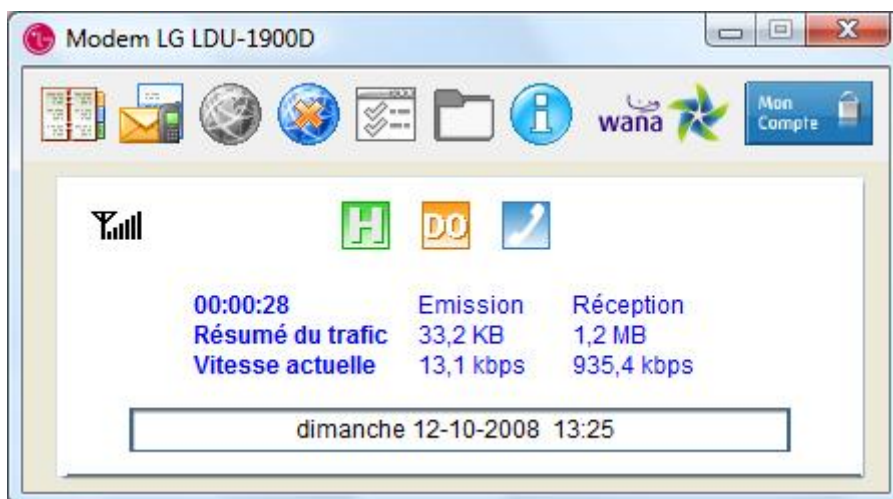 Modem LG LDU-1900D
وينا
wana
Mon
Compte
H DO
00:00:28 Emission Réception
Résumé du trafic 33,2 KB 1,2 MB
Vitesse actuelle 13,1 kbps 935,4 kbps
dimanche 12-10-2008 13:25